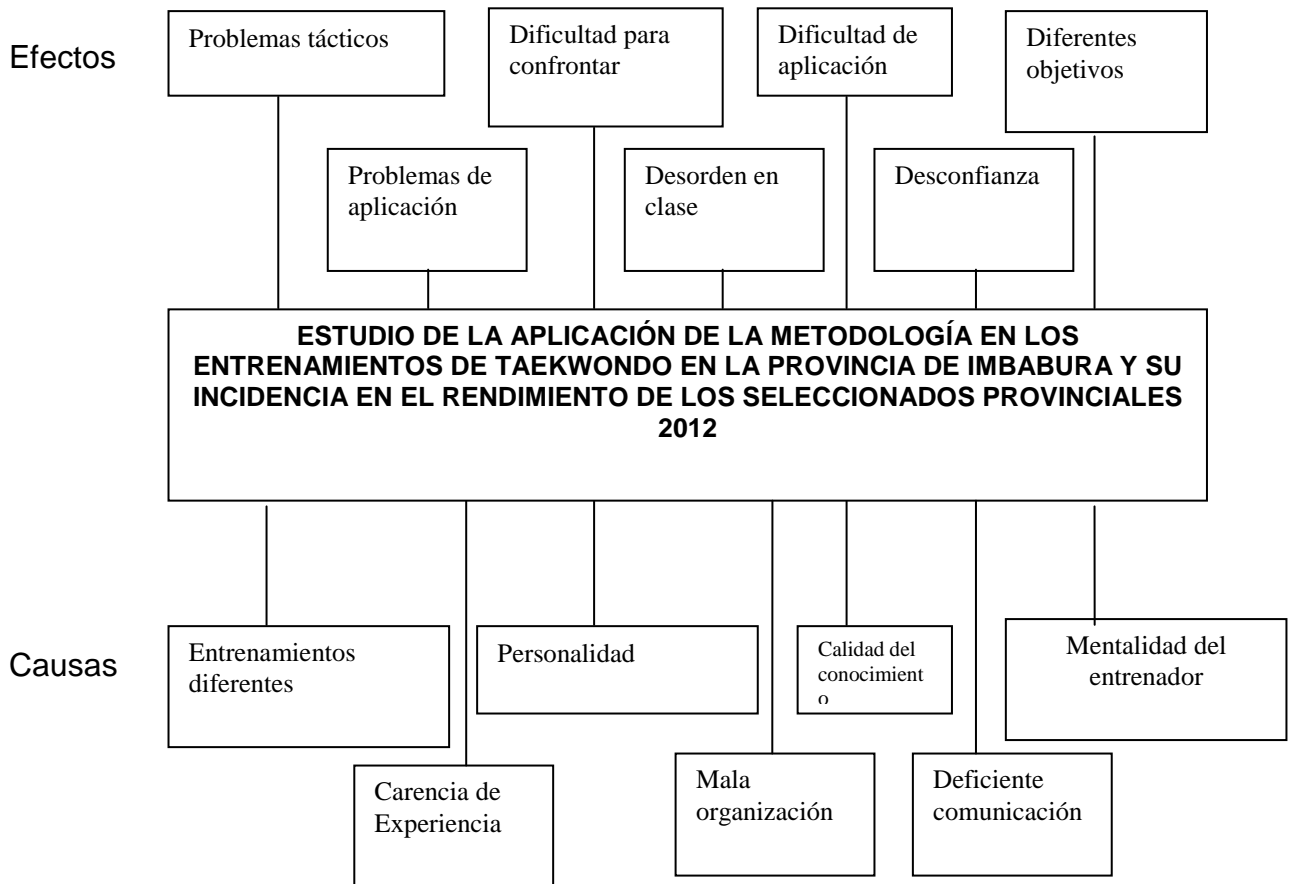 Efectos
Problemas tácticos
Dificultad para
confrontar
Dificultad de
aplicación
Diferentes
objetivos
Problemas de
aplicación
Desorden en
clase
Desconfianza
ESTUDIO DE LA APLICACIÓN DE LA METODOLOGÍA EN LOS
ENTRENAMIENTOS DE TAEKWONDO EN LA PROVINCIA DE IMBABURA Y SU
INCIDENCIA EN EL RENDIMIENTO DE LOS SELECCIONADOS PROVINCIALES
2012
Causas
Entrenamientos
diferentes
Personalidad
Calidad del
conocimient
o
Mentalidad del
entrenador
Carencia de
Experiencia
Mala
organización
Deficiente
comunicación